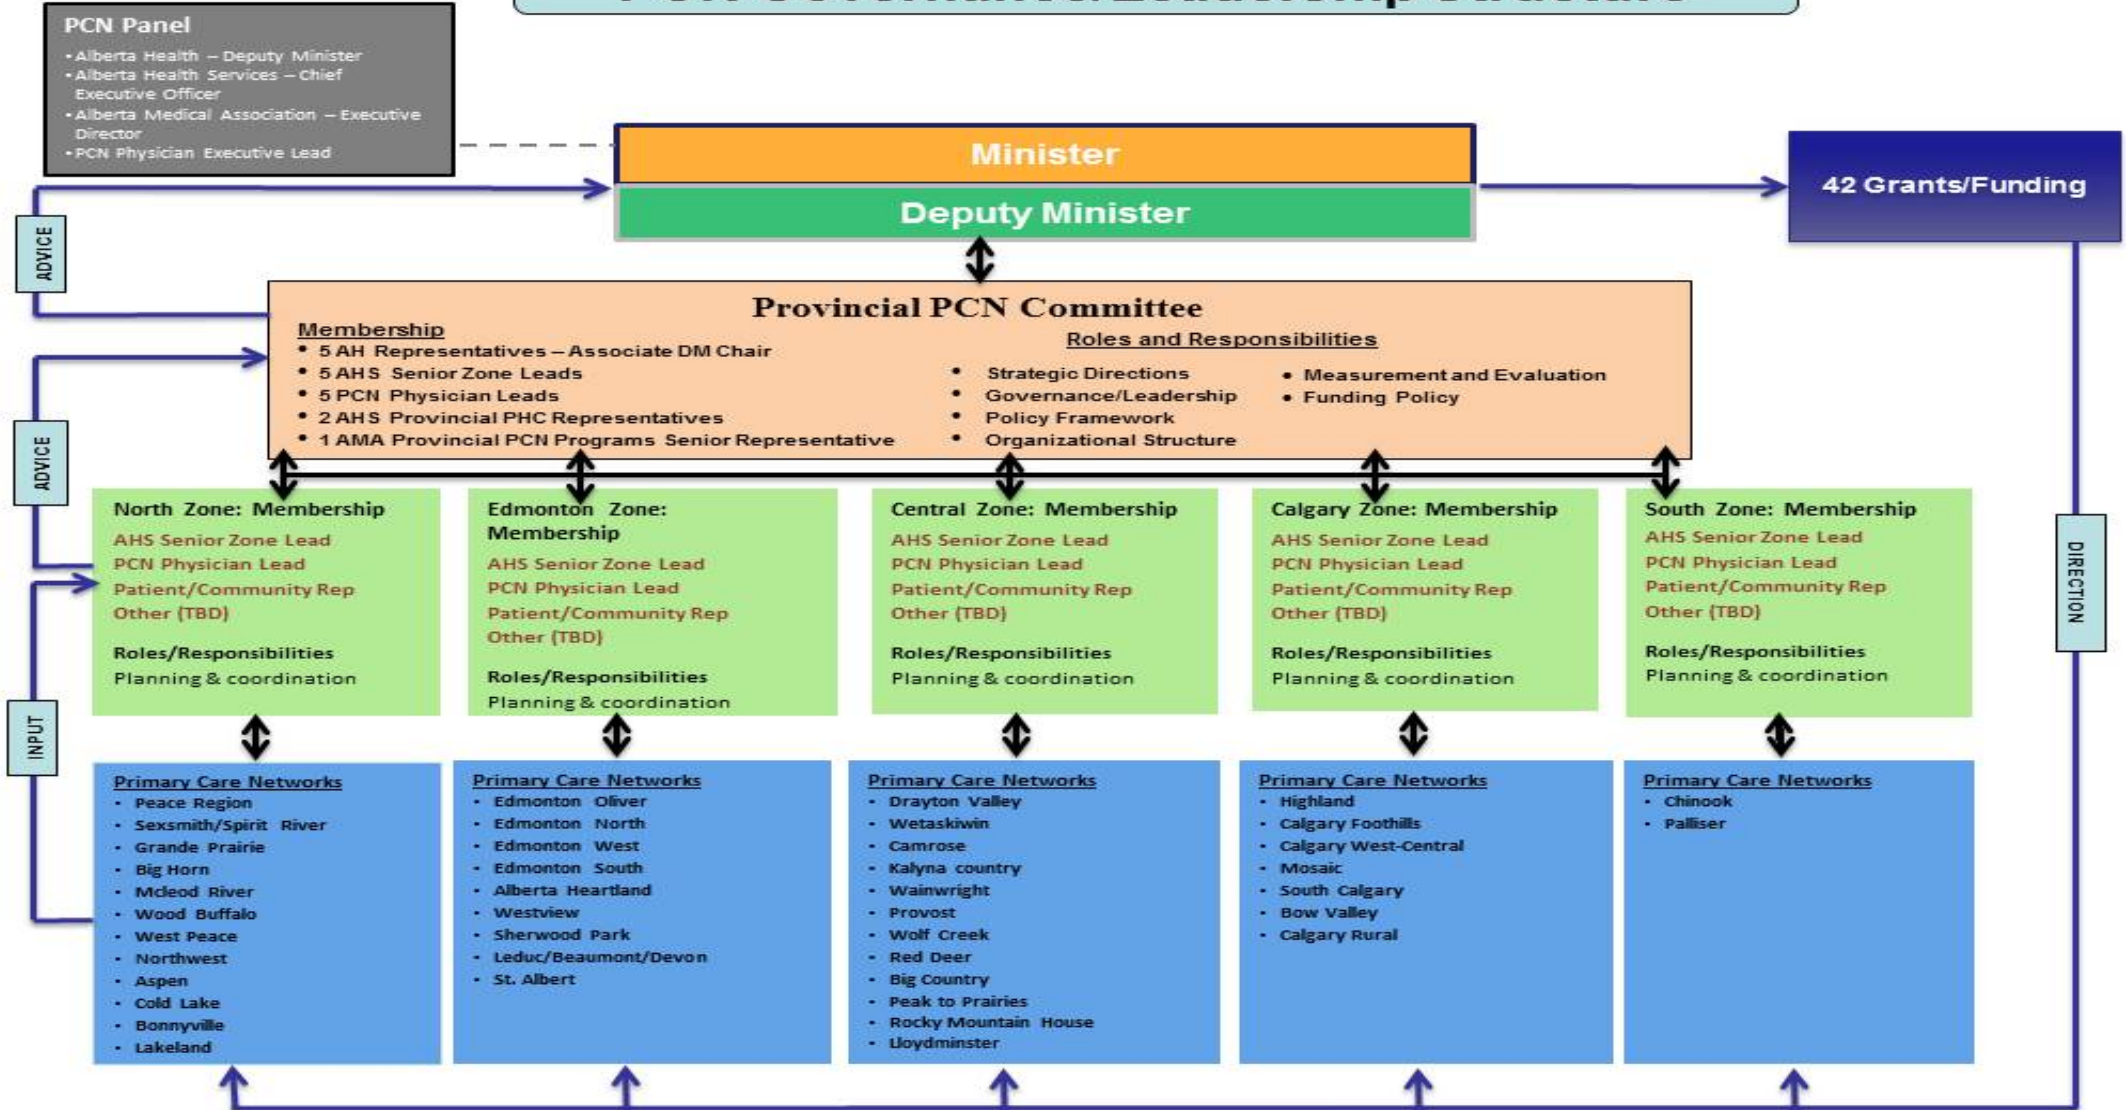 PCN Governance/Leadership Structure
PCN Panel
•Alberta Health – Deputy Minister
•Alberta Health Services – Chief
Executive Officer
•Alberta Medical Association – Executive
Director
•PCN Physician Executive Lead
Minister
Deputy Minister
42 Grants/Funding
ADVICE
Provincial PCN Committee
Membership
• 5 AH Representatives – Associate DM Chair
• 5 AHS Senior Zone Leads
• 5 PCN Physician Leads
• 2 AHS Provincial PHC Representatives
• 1 AMA Provincial PCN Programs Senior Representative
Roles and Responsibilities
• Strategic Directions
• Governance/Leadership
• Policy Framework
• Organizational Structure
• Measurement and Evaluation
• Funding Policy
ADVICE
North Zone: Membership
AHS Senior Zone Lead
PCN Physician Lead
Patient/Community Rep
Other (TBD)
Roles/Responsibilities
Planning & coordination
Edmonton Zone:
Membership
AHS Senior Zone Lead
PCN Physician Lead
Patient/Community Rep
Other (TBD)
Roles/Responsibilities
Planning & coordination
Central Zone: Membership
AHS Senior Zone Lead
PCN Physician Lead
Patient/Community Rep
Other (TBD)
Roles/Responsibilities
Planning & coordination
Calgary Zone: Membership
AHS Senior Zone Lead
PCN Physician Lead
Patient/Community Rep
Other (TBD)
Roles/Responsibilities
Planning & coordination
South Zone: Membership
AHS Senior Zone Lead
PCN Physician Lead
Patient/Community Rep
Other (TBD)
Roles/Responsibilities
Planning & coordination
DIRECTION
INPUT
Primary Care Networks
• Peace Region
• Sexsmith/Spirit River
• Grande Prairie
• Big Horn
• Mcleod River
• Wood Buffalo
• West Peace
• Northwest
• Aspen
• Cold Lake
• Bonnyville
• Lakeland
Primary Care Networks
• Edmonton Oliver
• Edmonton North
• Edmonton West
• Edmonton South
• Alberta Heartland
• Westview
• Sherwood Park
• Leduc/Beaumont/Devon
• St. Albert
Primary Care Networks
• Drayton Valley
• Wetaskiwin
• Camrose
• Kalyna country
• Wainwright
• Provost
• Wolf Creek
• Red Deer
• Big Country
• Peak to Prairies
• Rocky Mountain House
• Lloydminster
Primary Care Networks
• Highland
• Calgary Foothills
• Calgary West-Central
• Mosaic
• South Calgary
• Bow Valley
• Calgary Rural
Primary Care Networks
• Chinook
• Palliser